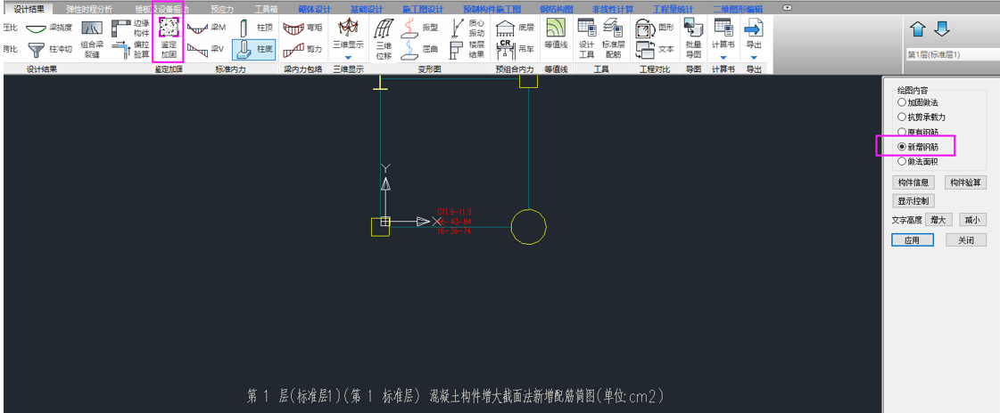 设计结果 弹性时程分析 楼板及设备振动 预应力 工具箱 砌体设计 基础设计 施工图设计 预制构件施工图 钢结构图 非线性计算 工程量统计 二维图形编辑
梁挠度
边缘构件
梁M
柱顶
弯矩
振型
质心振动
底层
图形
柱冲切
组合梁裂缝
偏拉验算
鉴定加固
梁V
柱底
剪力
三维显示
三维位移
屈曲
楼层结果
吊车
等值线
设计工具
标准层配筋
文本
批量导图
计算书
导出
设计结果 鉴定加固 标准内力 梁内力包络 三维显示 变形图 预组合内力 等值线 工具 工程对比 导图 计算书 导出
第1层(标准层1)
绘图内容
加固做法
抗剪承载力
原有钢筋
新增钢筋
做法面积
构件信息 构件验算
显示控制
文字高度 增大 减小
应用 关闭
Y
X
G11.9-11.9
16-36-74
第 1 层(标准层1)(第 1 标准层) 混凝土构件增大截面法新增配筋简图(单位:cm2)